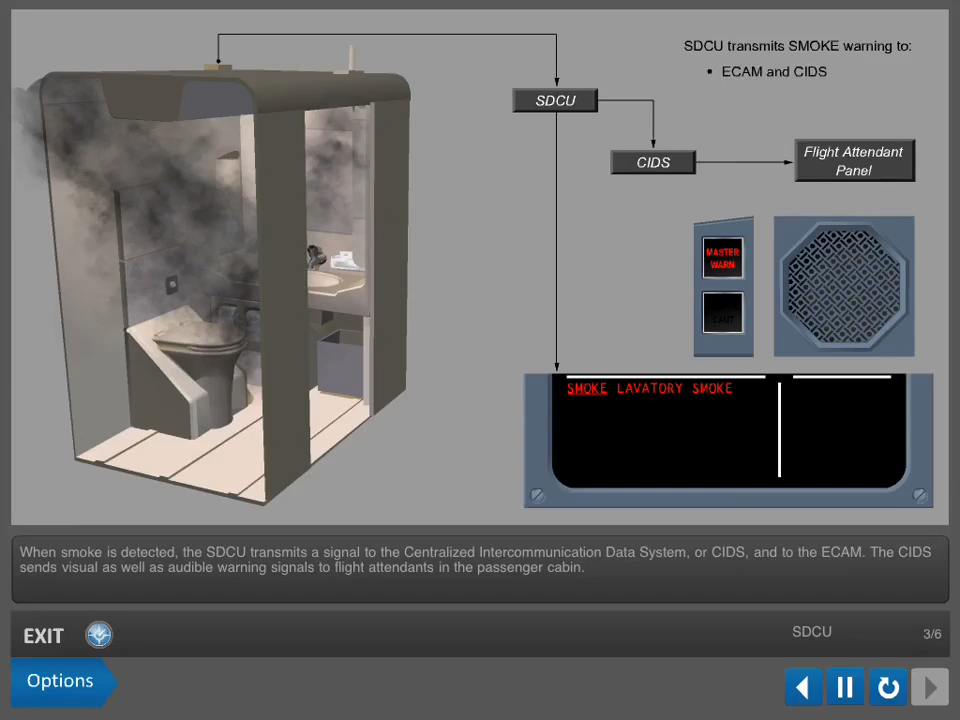 SDCU transmits SMOKE warning to:
• ECAM and CIDS
SDCU
CIDS
Flight Attendant
Panel
MASTER
WARN
SMOKE LAVATORY SMOKE
When smoke is detected, the SDCU transmits a signal to the Centralized Intercommunication Data System, or CIDS, and to the ECAM. The CIDS
sends visual as well as audible warning signals to flight attendants in the passenger cabin.
EXIT
SDCU
3/6
Options